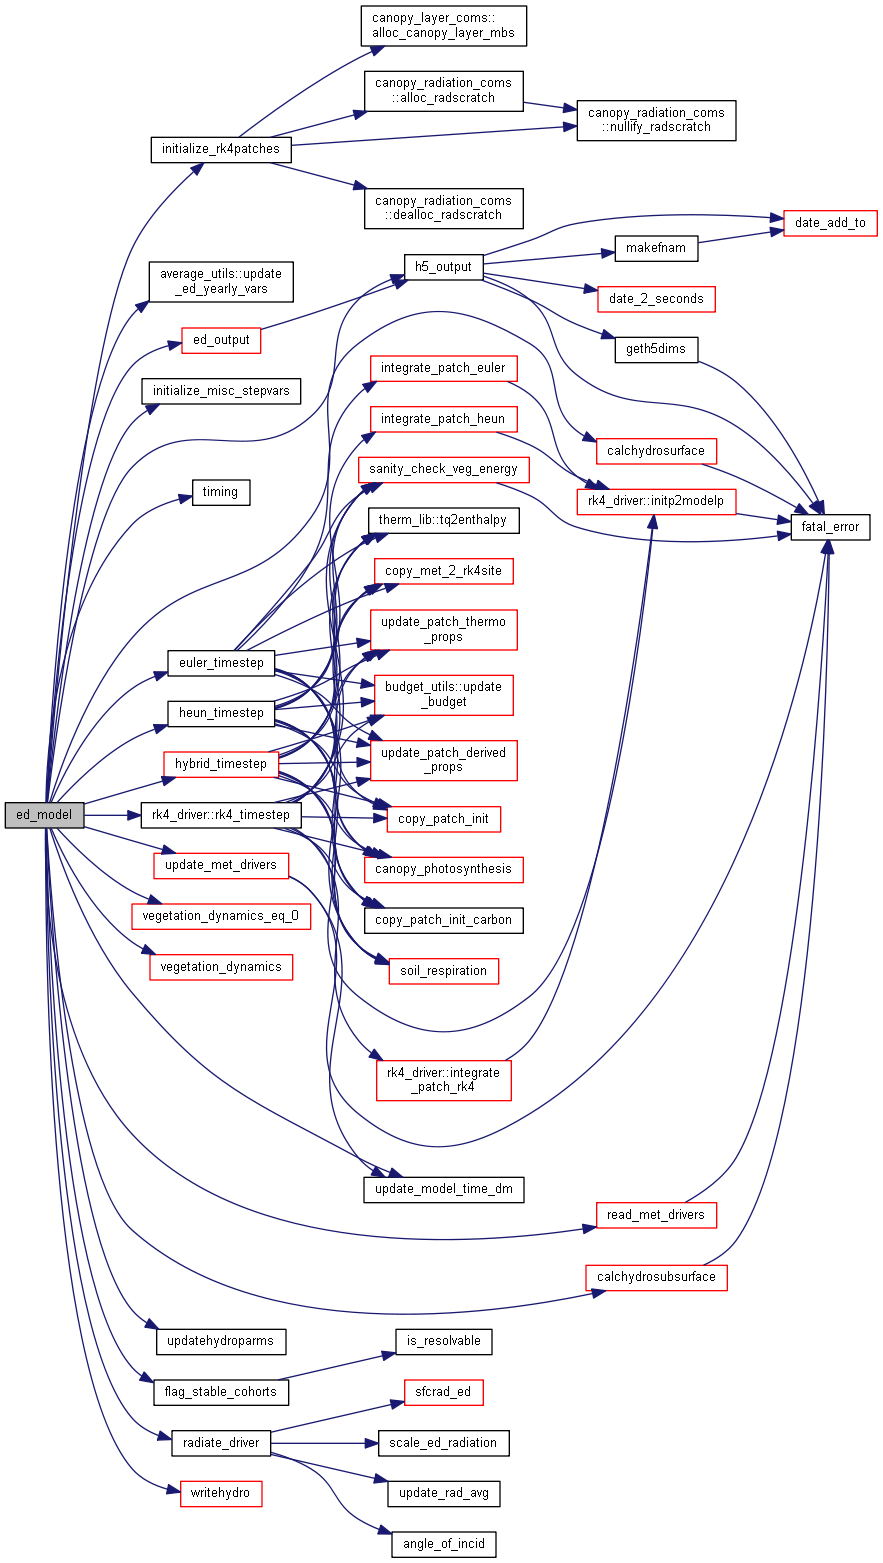 canopy_layer_coms::
alloc_canopy_layer_mbs
canopy_radiation_coms
::alloc_radscratch
canopy_radiation_coms
::nullify_radscratch
initialize_rk4patches
canopy_radiation_coms
::dealloc_radscratch
date_add_to
makefnam
h5_output
average_utils::update
_ed_yearly_vars
date_2_seconds
ed_output
geth5dims
integrate_patch_euler
initialize_misc_stepvars
integrate_patch_heun
calchydrosurface
sanity_check_veg_energy
timing
rk4_driver::initp2modelp
therm_lib::tq2enthalpy
fatal_error
copy_met_2_rk4site
update_patch_thermo
_props
euler_timestep
budget_utils::update
_budget
heun_timestep
update_patch_derived
_props
hybrid_timestep
ed_model
rk4_driver::rk4_timestep
copy_patch_init
update_met_drivers
canopy_photosynthesis
vegetation_dynamics_eq_0
copy_patch_init_carbon
vegetation_dynamics
soil_respiration
rk4_driver::integrate
_patch_rk4
update_model_time_dm
read_met_drivers
calchydrosubsurface
updatehydroparms
is_resolvable
flag_stable_cohorts
sfcrad_ed
radiate_driver
scale_ed_radiation
writehydro
update_rad_avg
angle_of_incid